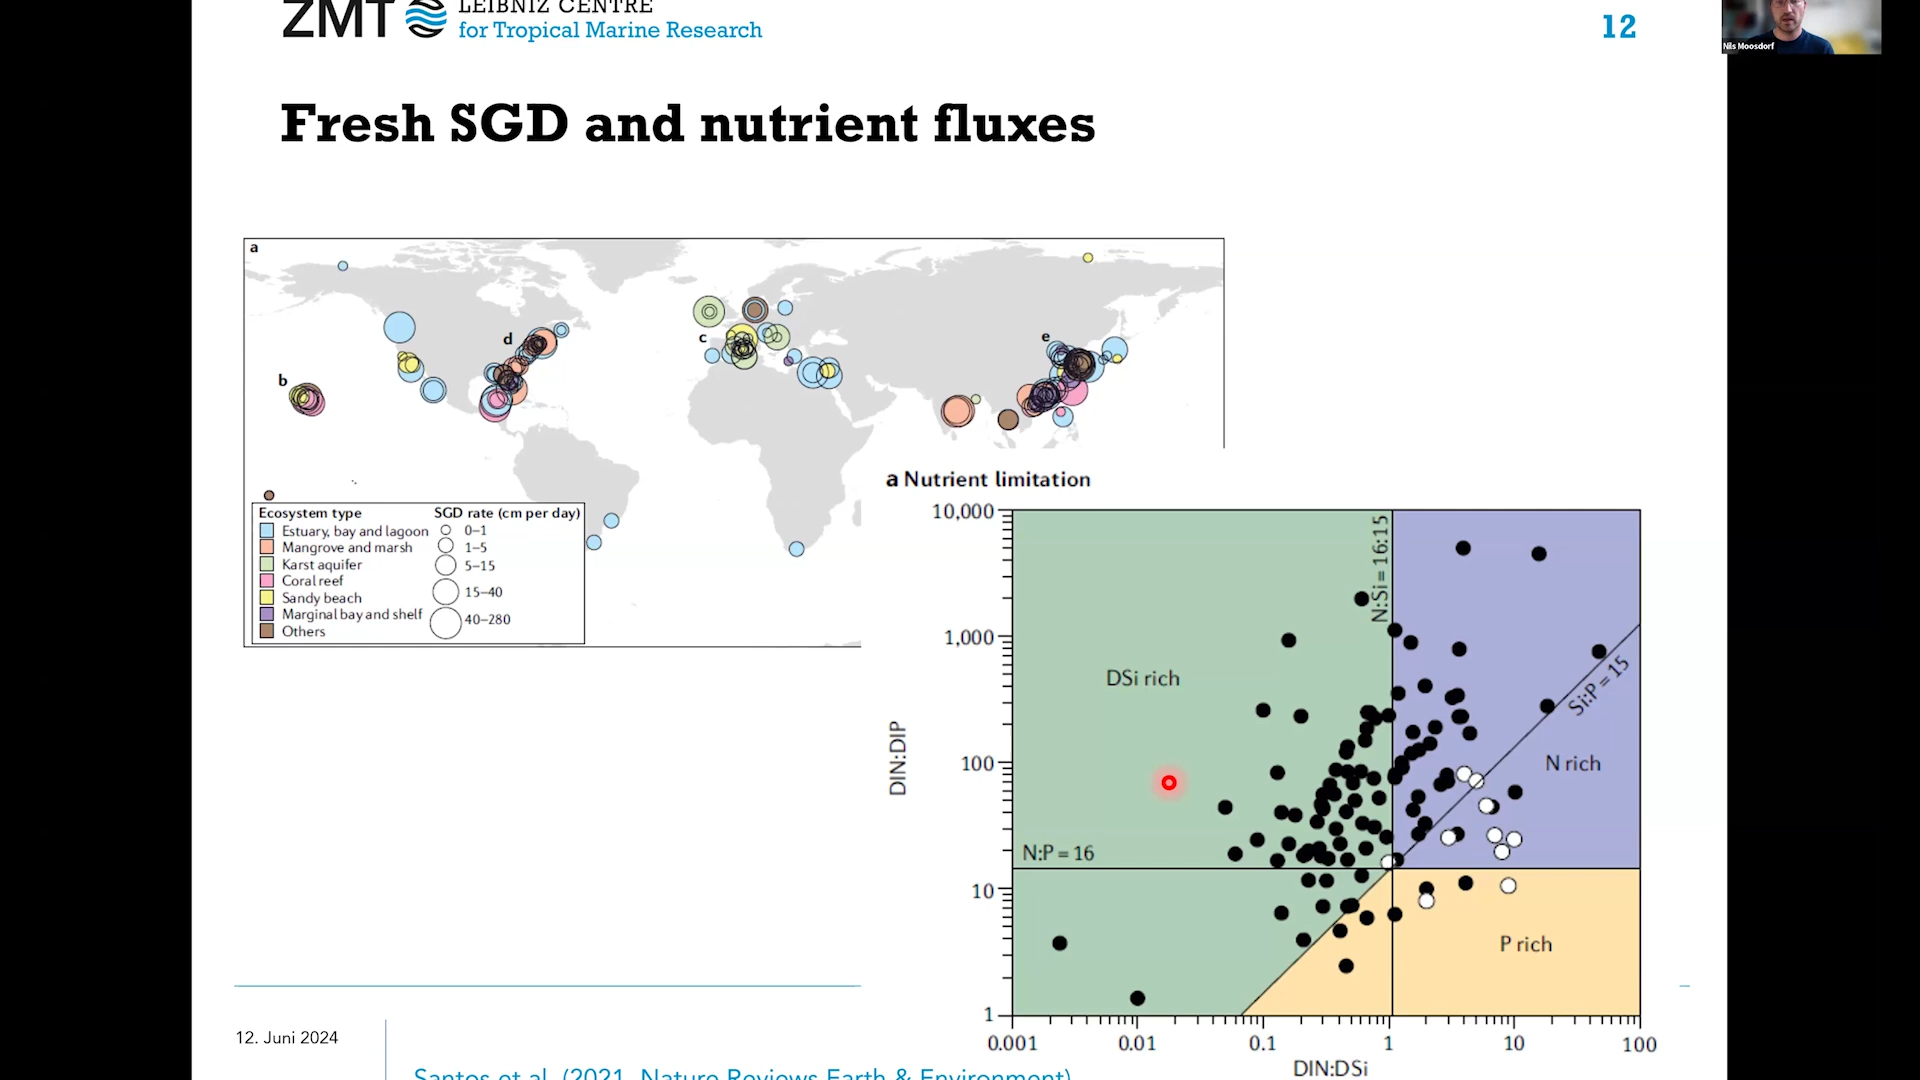 ZMT LEIBNIZ CENTRE
for Tropical Marine Research
12
Nils Moosdorf
Fresh SGD and nutrient fluxes
a
b
c
d
e
Ecosystem type
Estuary, bay and lagoon
Mangrove and marsh
Karst aquifer
Coral reef
Sandy beach
Marginal bay and shelf
Others
SGD rate (cm per day)
0–1
1–5
5–15
15–40
40–280
a Nutrient limitation
10,000
1,000
100
10
1
DIN:DIP
DSi rich
N:Si = 16:15
Si:P = 15
N rich
N:P = 16
P rich
0.001
0.01
0.1
1
10
100
DIN:DSi
12. Juni 2024
Santos et al. (2021, Nature Reviews Earth & Environment)